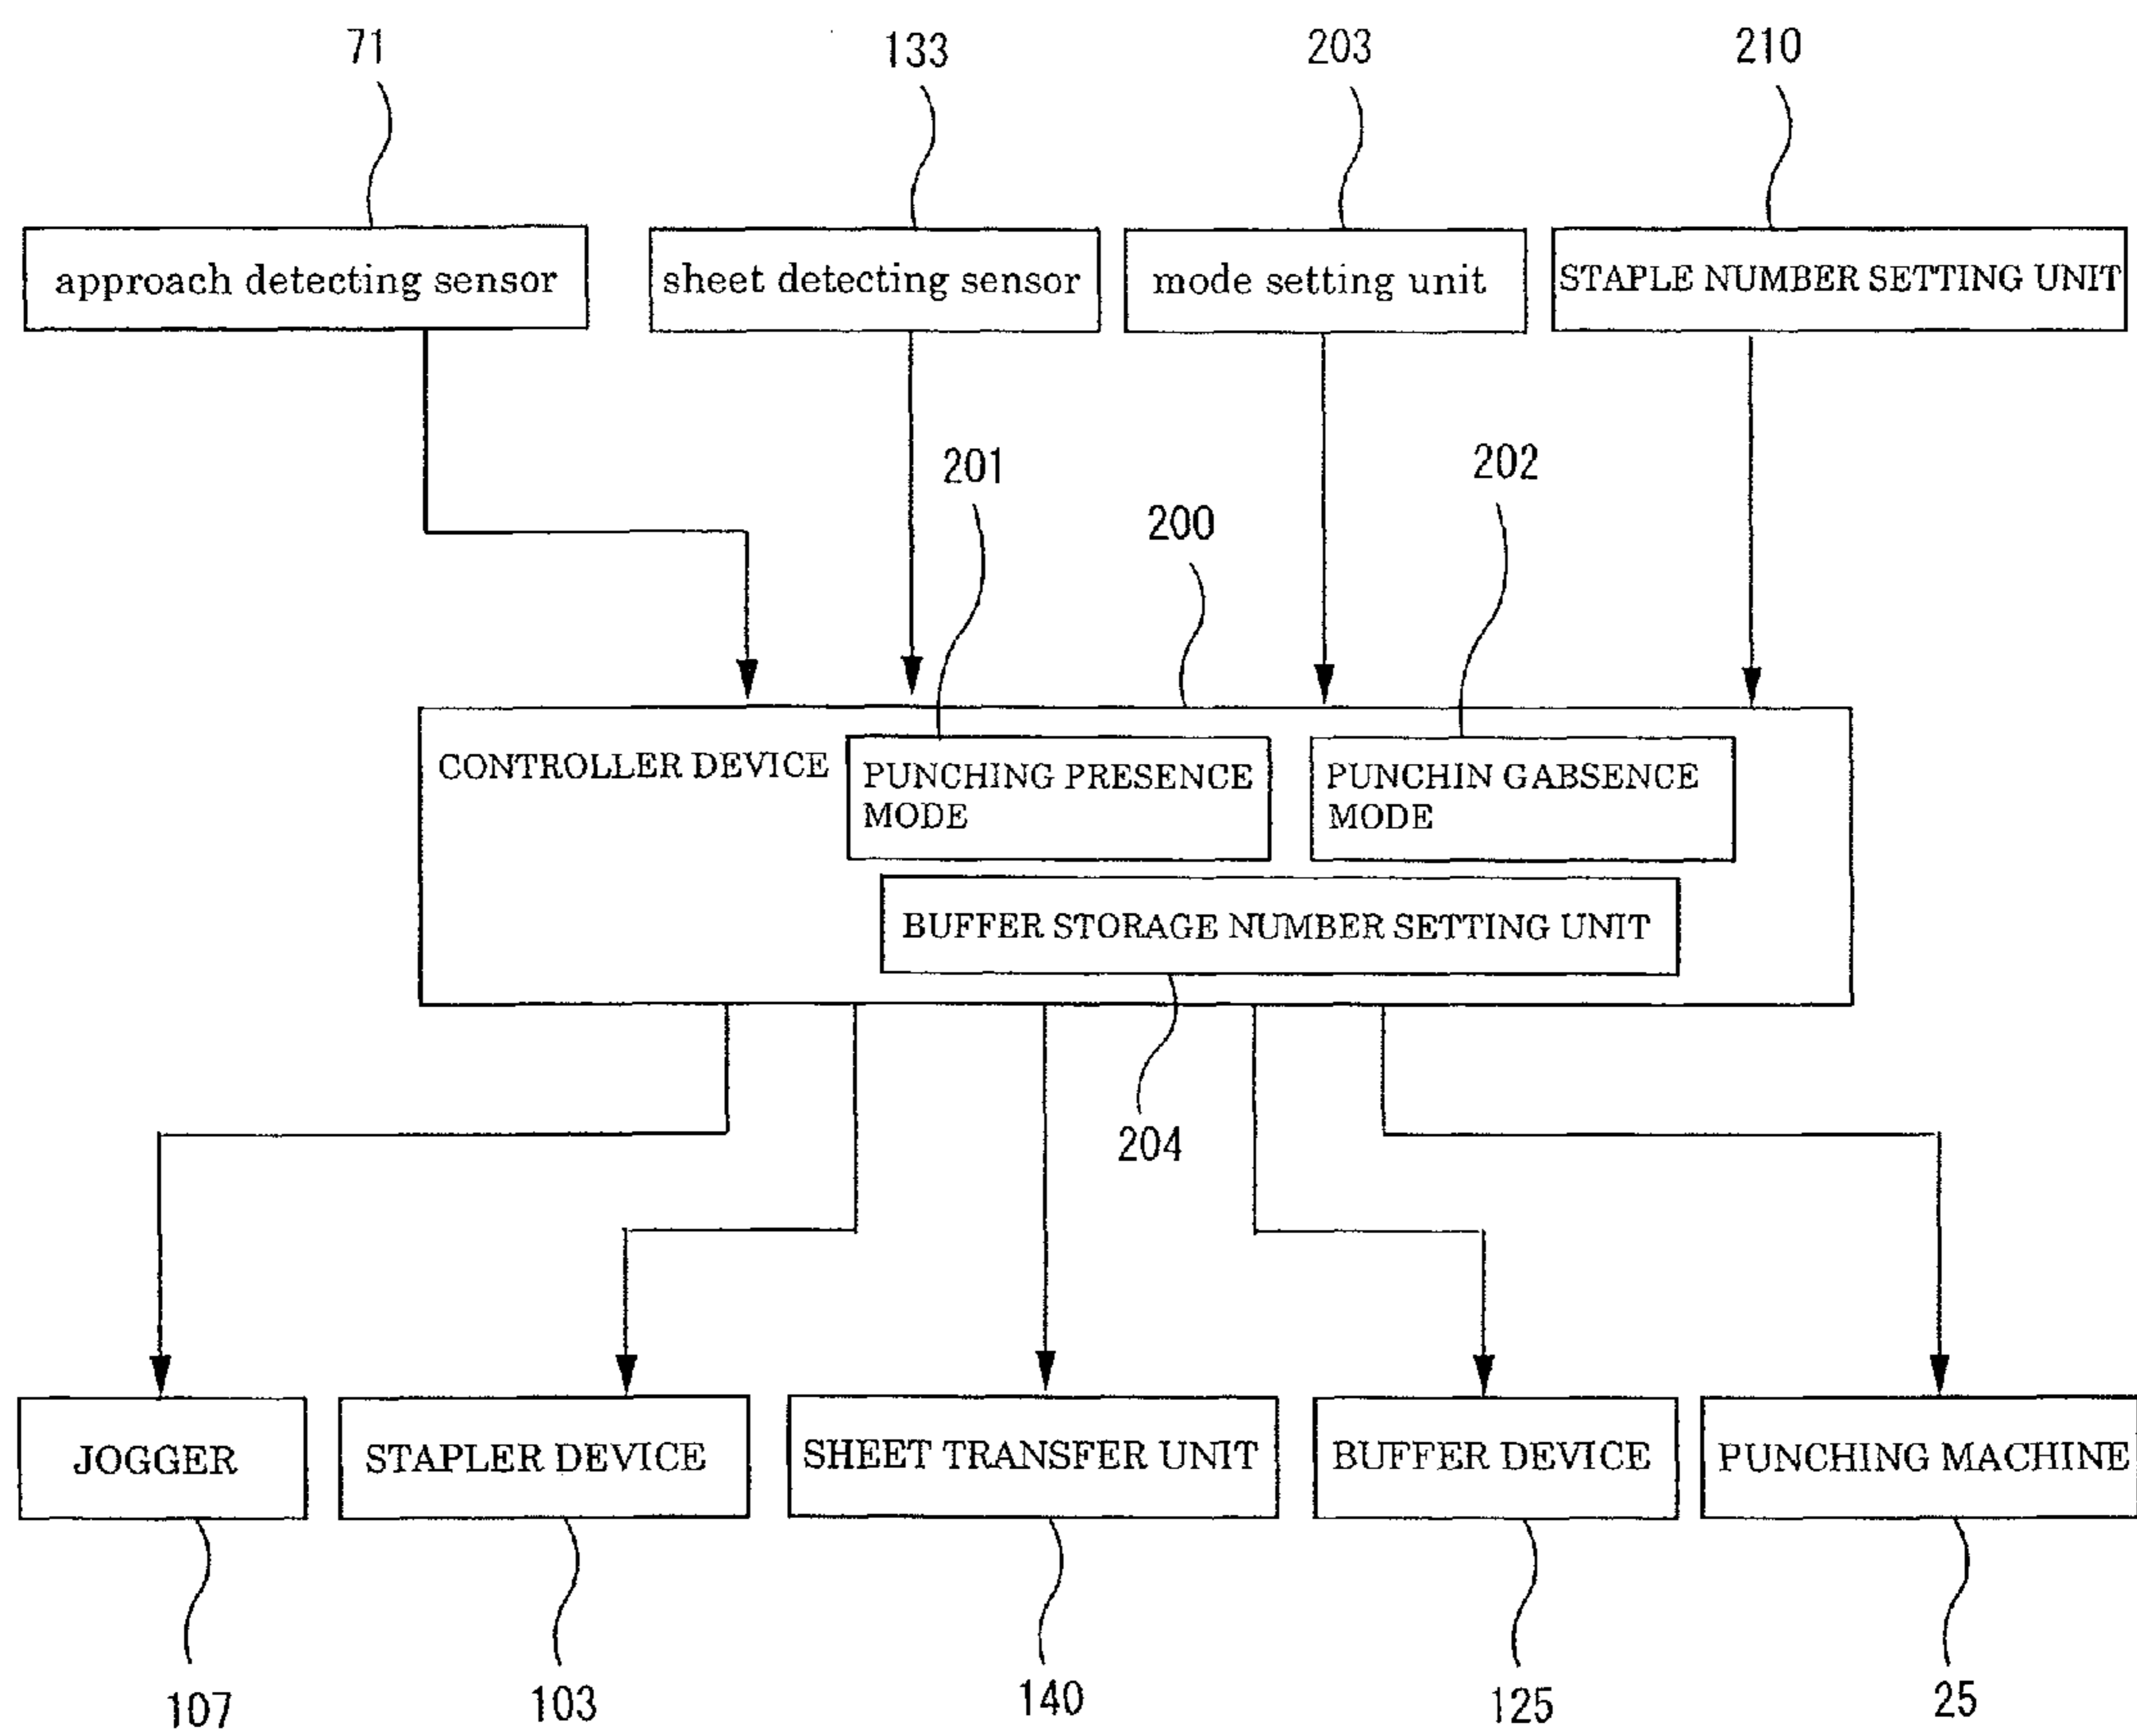 71
133
203
210
approach detecting sensor
sheet detecting sensor
mode setting unit
STAPLE NUMBER SETTING UNIT
201
202
200
CONTROLLER DEVICE
PUNCHING PRESENCE
MODE
PUNCHIN GABSENCE
MODE
BUFFER STORAGE NUMBER SETTING UNIT
204
JOGGER
STAPLER DEVICE
SHEET TRANSFER UNIT
BUFFER DEVICE
PUNCHING MACHINE
107
103
140
125
25